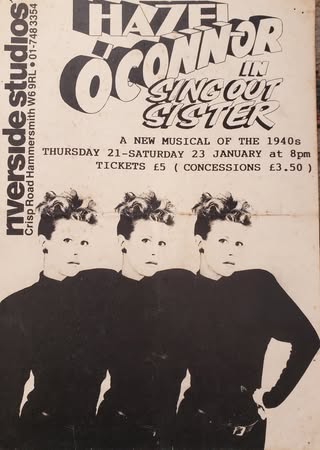 HAZEL
O'CONNOR
IN
SING OUT
SISTER
A NEW MUSICAL OF THE 1940s
THURSDAY 21-SATURDAY 23 JANUARY at 8pm
TICKETS £5 ( CONCESSIONS £3.50 )
riverside studios
Crisp Road Hammersmith W6 9RL • 01-748 3354